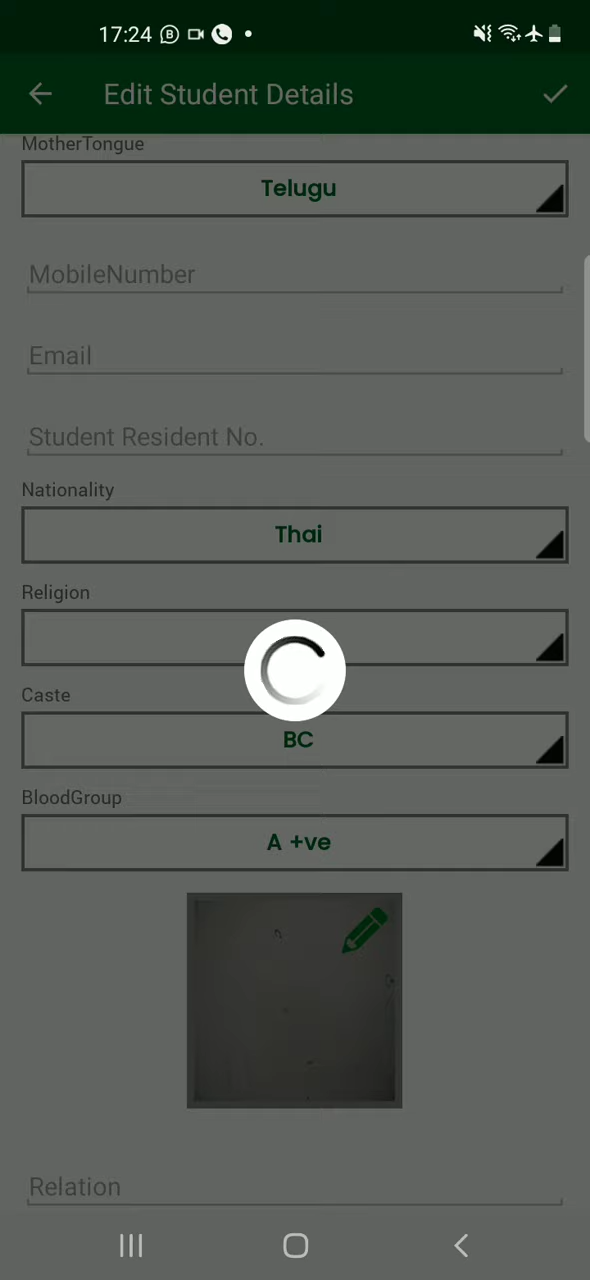 17:24
Edit Student Details
MotherTongue
Telugu
MobileNumber
Email
Student Resident No.
Nationality
Thai
Religion
Caste
BC
BloodGroup
A +ve
Relation